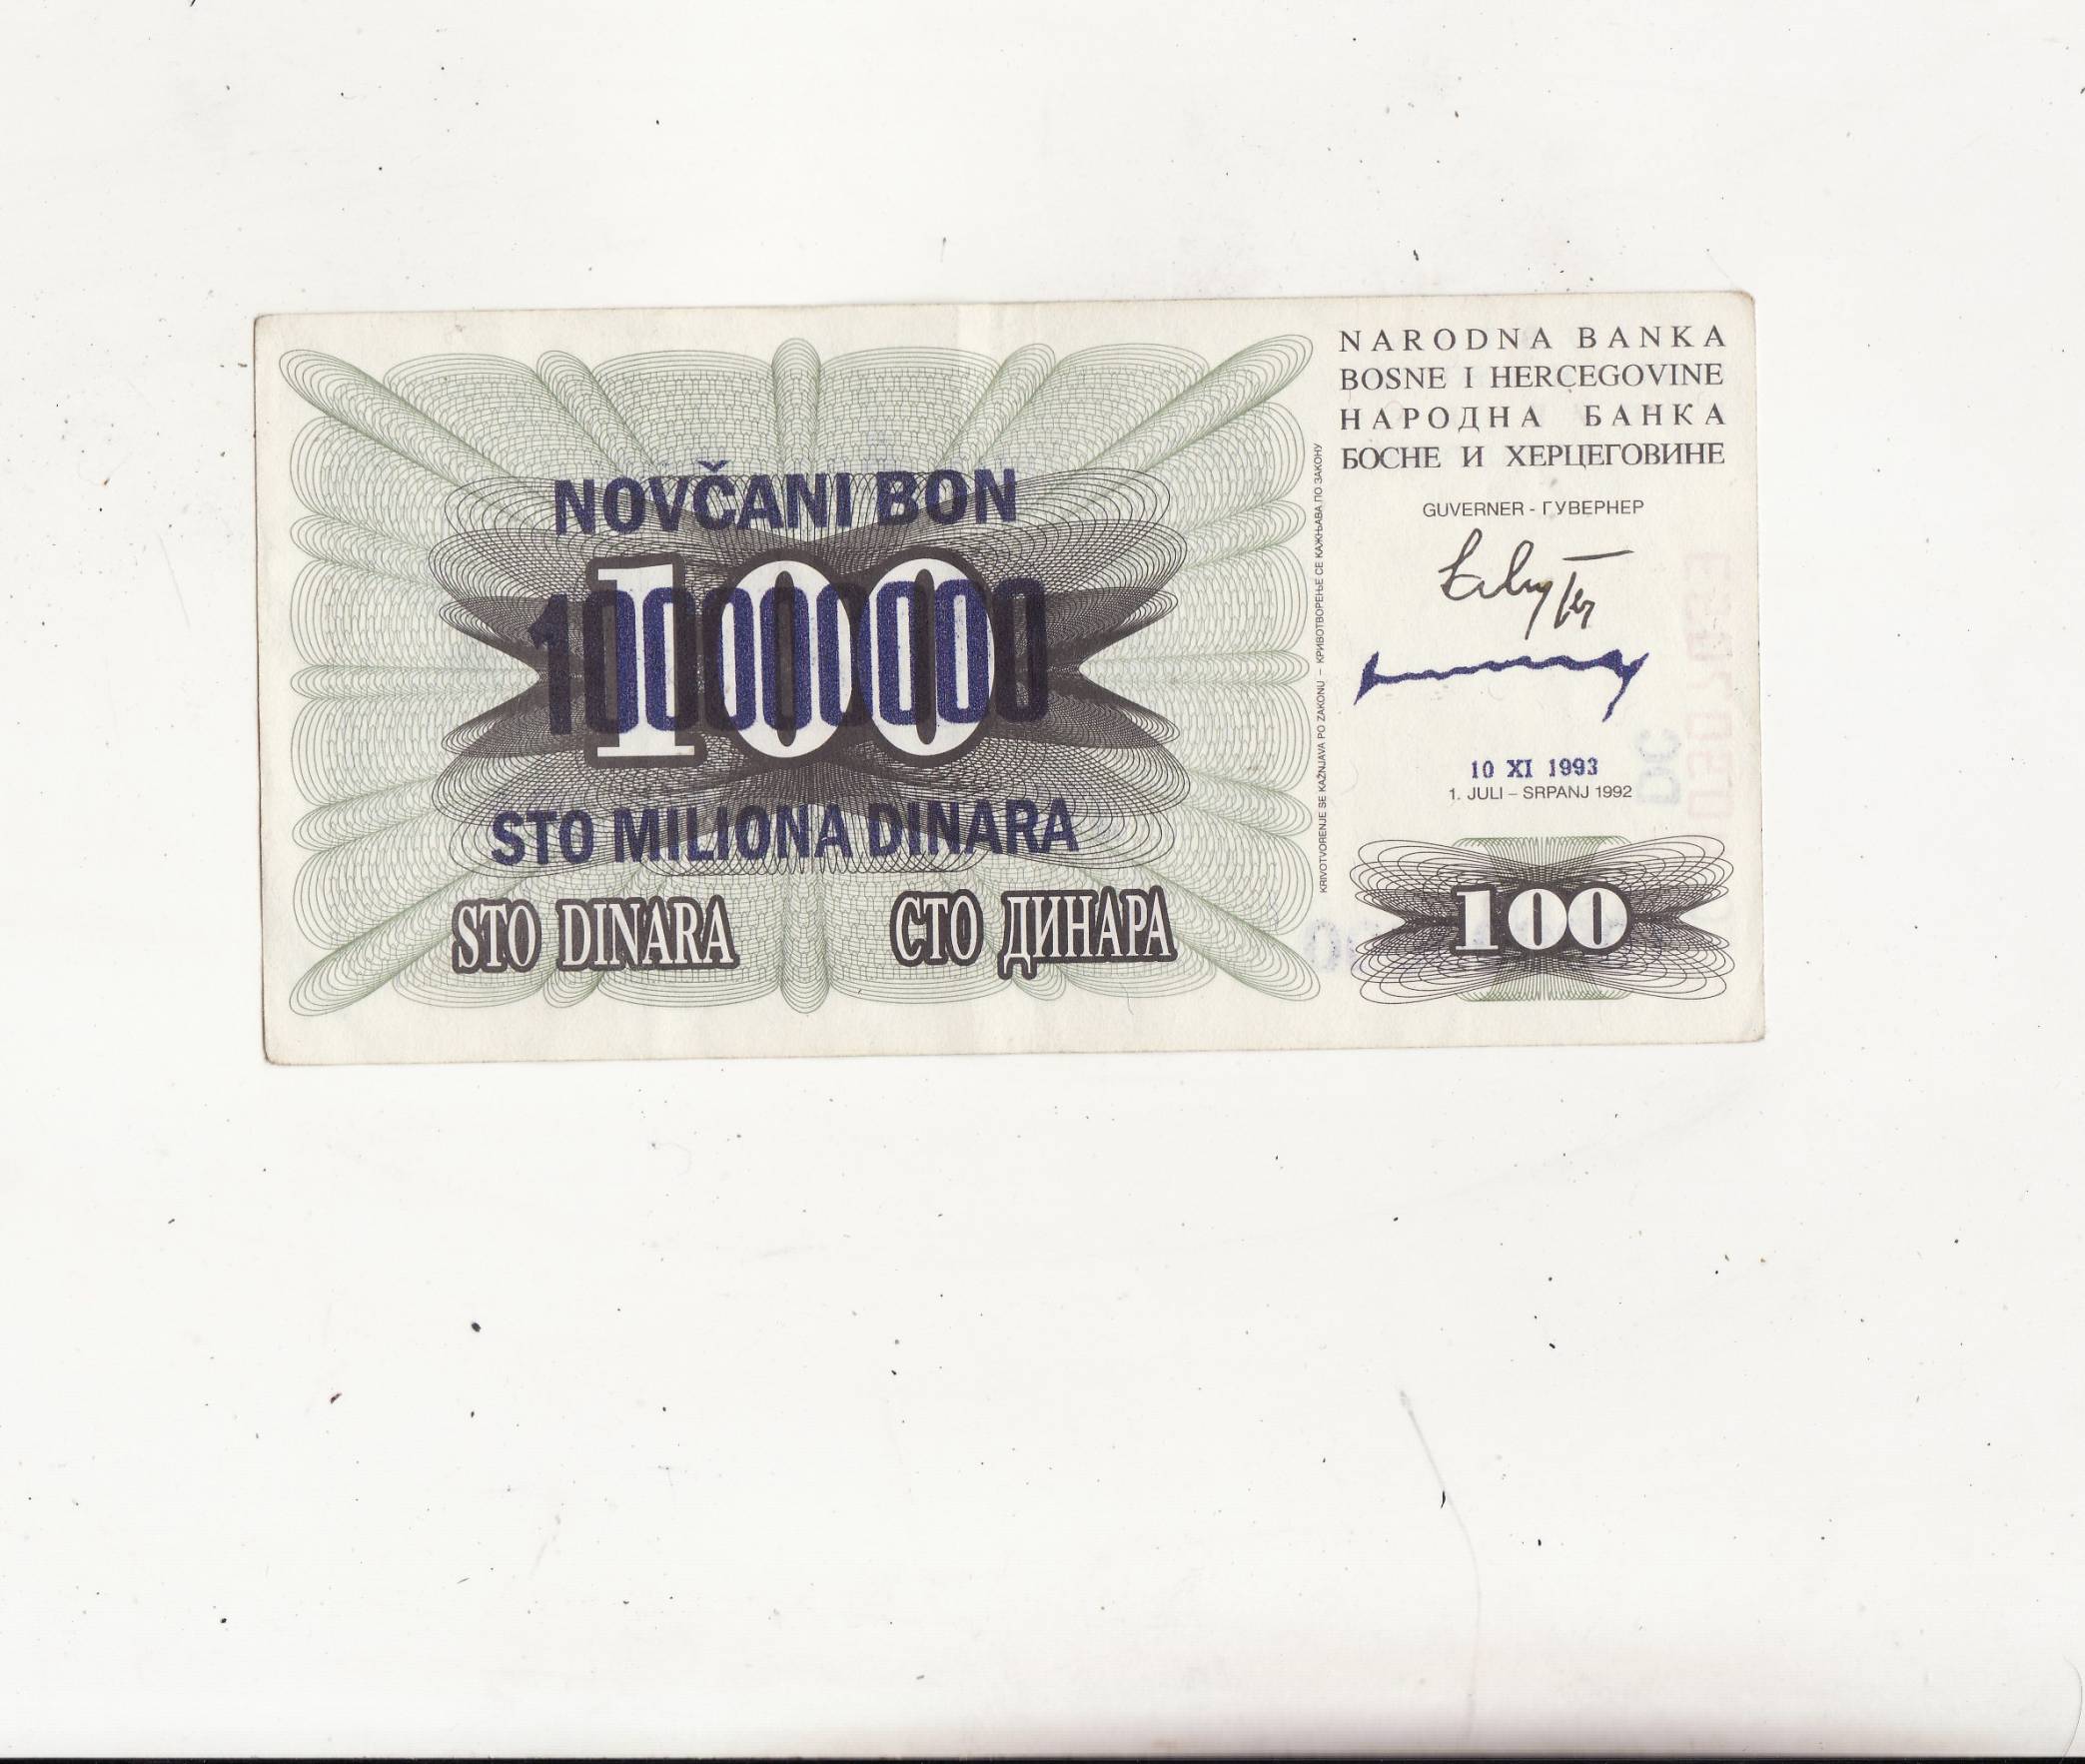 NOVČANI BON
100
100000000
STO MILIONA DINARA
STO DINARA
СТО ДИНАРА
KRIVOTVORENJE SE KAŽNJAVA PO ZAKONU – КРИВОТВОРЕЊЕ СЕ КАЖЊАВА ПО ЗАКОНУ
NARODNA BANKA
BOSNE I HERCEGOVINE
НАРОДНА БАНКА
БОСНЕ И ХЕРЦЕГОВИНЕ
GUVERNER - ГУВЕРНЕР
10 XI 1993
1. JULI – SRPANJ 1992
100